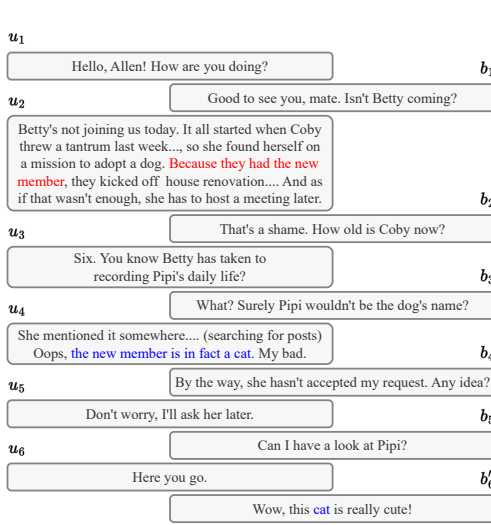 u1
Hello, Allen! How are you doing?
b1
Good to see you, mate. Isn't Betty coming?
u2
Betty's not joining us today. It all started when Coby
threw a tantrum last week..., so she found herself on
a mission to adopt a dog. Because they had the new
member, they kicked off house renovation.... And as
if that wasn't enough, she has to host a meeting later.
b2
That's a shame. How old is Coby now?
u3
Six. You know Betty has taken to
recording Pipi's daily life?
b3
What? Surely Pipi wouldn't be the dog's name?
u4
She mentioned it somewhere.... (searching for posts)
Oops, the new member is in fact a cat. My bad.
b4
By the way, she hasn't accepted my request. Any idea?
u5
Don't worry, I'll ask her later.
b5
Can I have a look at Pipi?
u6
Here you go.
b′6
Wow, this cat is really cute!